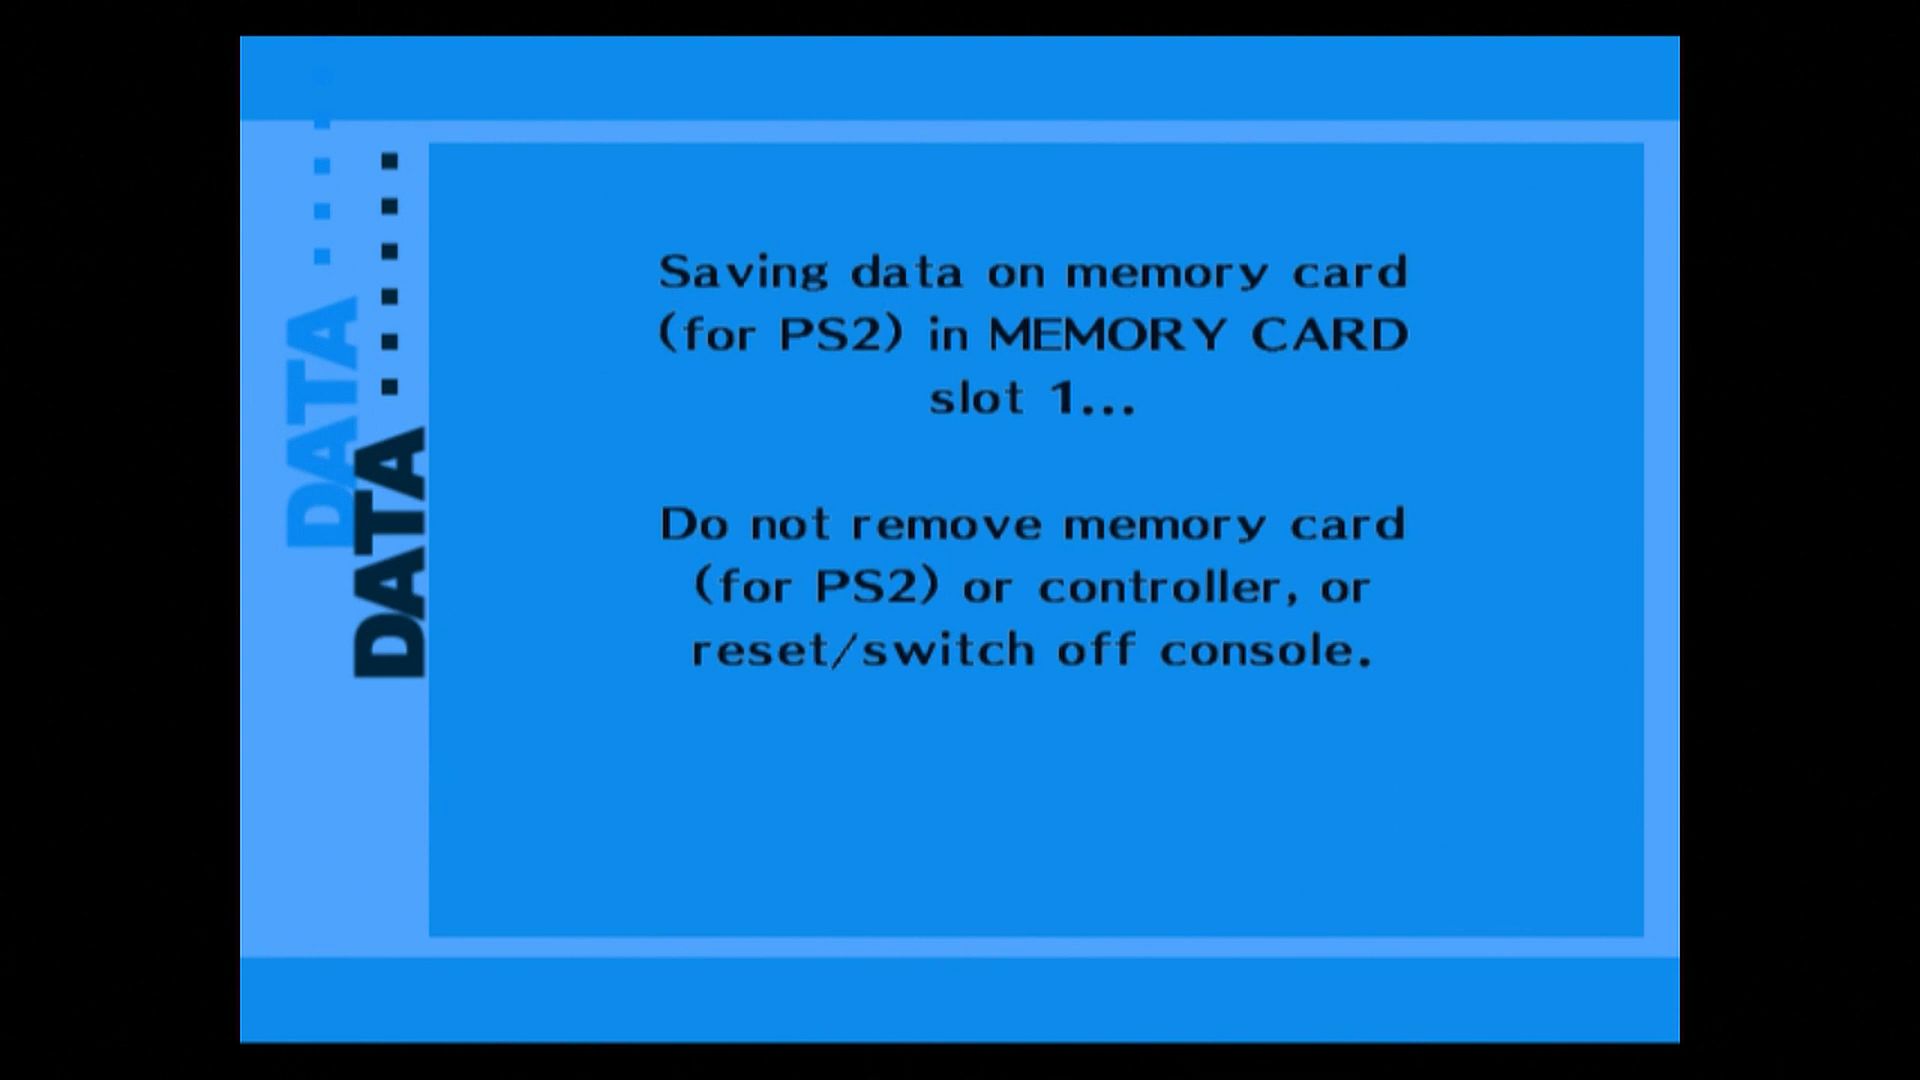 DATA ......
DATA .....
Saving data on memory card
(for PS2) in MEMORY CARD
slot 1...
Do not remove memory card
(for PS2) or controller, or
reset/switch off console.